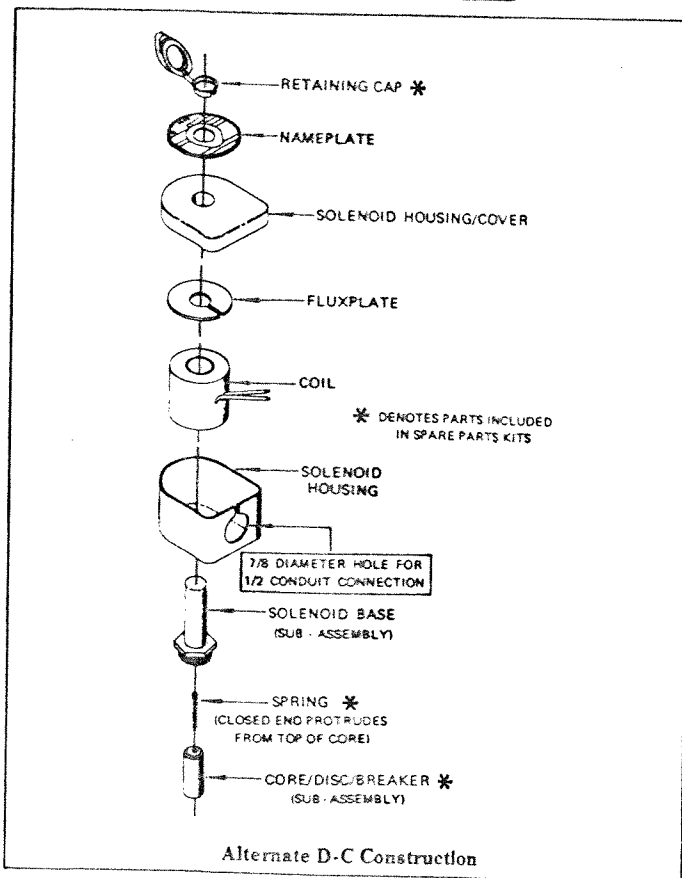 RETAINING CAP *
NAMEPLATE
SOLENOID HOUSING/COVER
FLUXPLATE
COIL
* DENOTES PARTS INCLUDED
IN SPARE PARTS KITS
SOLENOID
HOUSING
7/8 DIAMETER HOLE FOR
1/2 CONDUIT CONNECTION
SOLENOID BASE
(SUB - ASSEMBLY)
SPRING *
(CLOSED END PROTRUDES
FROM TOP OF CORE)
CORE/DISC/BREAKER *
(SUB - ASSEMBLY)
Alternate D-C Construction